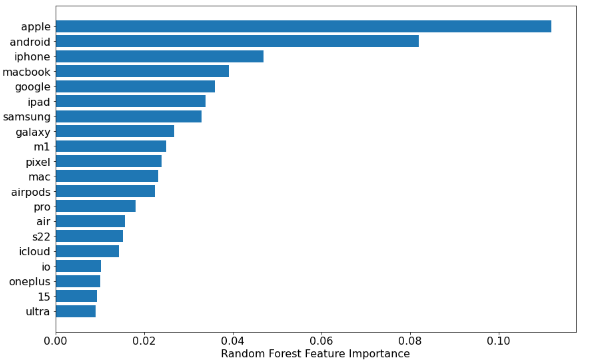 apple
android
iphone
macbook
google
ipad
samsung
galaxy
m1
pixel
mac
airpods
pro
air
s22
icloud
io
oneplus
15
ultra
0.00 0.02 0.04 0.06 0.08 0.10
Random Forest Feature Importance